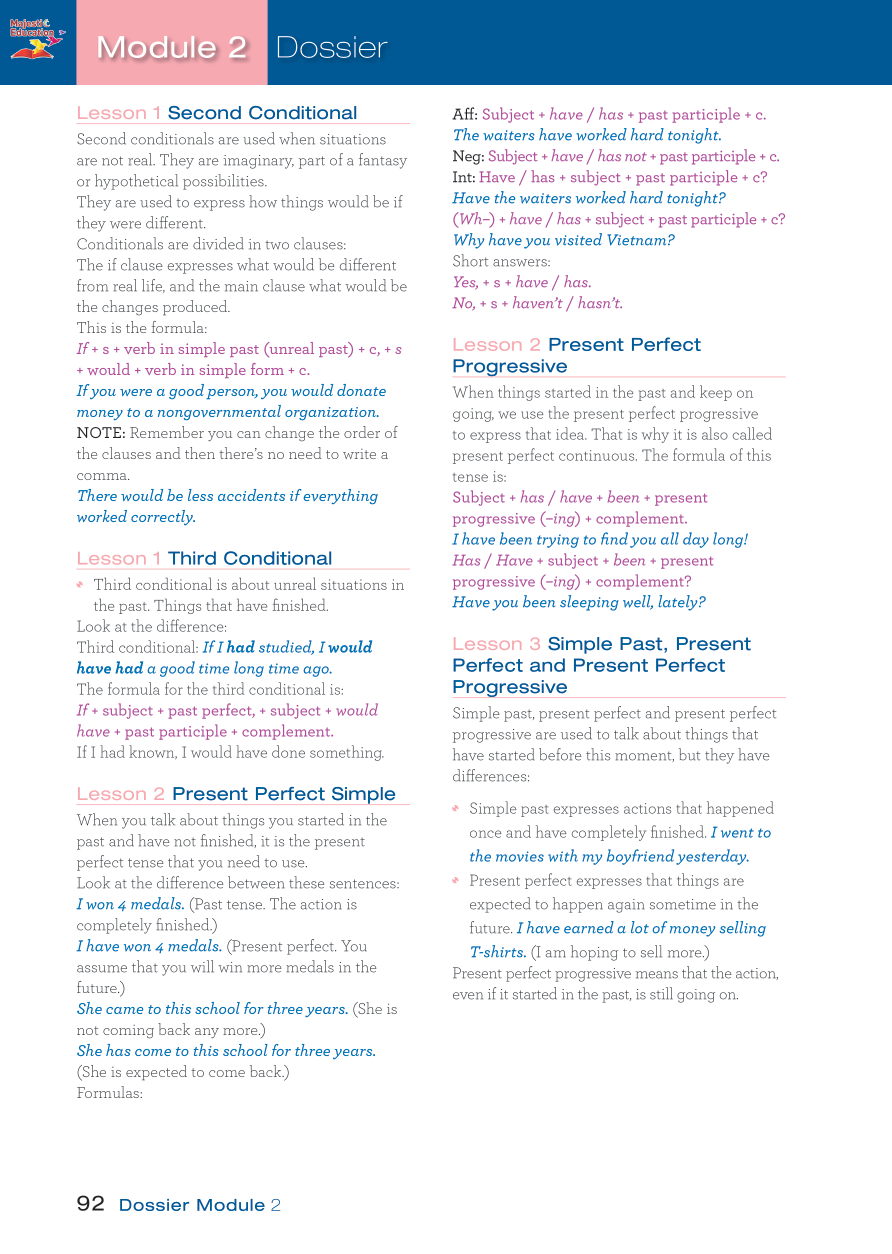 Majestic
Education
Module 2 Dossier
Lesson 1 Second Conditional
Second conditionals are used when situations
are not real. They are imaginary, part of a fantasy
or hypothetical possibilities.
They are used to express how things would be if
they were different.
Conditionals are divided in two clauses:
The if clause expresses what would be different
from real life, and the main clause what would be
the changes produced.
This is the formula:
If + s + verb in simple past (unreal past) + c, + s
+ would + verb in simple form + c.
If you were a good person, you would donate
money to a nongovernmental organization.
NOTE: Remember you can change the order of
the clauses and then there's no need to write a
comma.
There would be less accidents if everything
worked correctly.
Lesson 1 Third Conditional
Third conditional is about unreal situations in
the past. Things that have finished.
Look at the difference:
Third conditional: If I had studied, I would
have had a good time long time ago.
The formula for the third conditional is:
If + subject + past perfect, + subject + would
have + past participle + complement.
If I had known, I would have done something.
Lesson 2 Present Perfect Simple
When you talk about things you started in the
past and have not finished, it is the present
perfect tense that you need to use.
Look at the difference between these sentences:
I won 4 medals. (Past tense. The action is
completely finished.)
I have won 4 medals. (Present perfect. You
assume that you will win more medals in the
future.)
She came to this school for three years. (She is
not coming back any more.)
She has come to this school for three years.
(She is expected to come back.)
Formulas:
Aff: Subject + have / has + past participle + c.
The waiters have worked hard tonight.
Neg: Subject + have / has not + past participle + c.
Int: Have / has + subject + past participle + c?
Have the waiters worked hard tonight?
(Wh–) + have / has + subject + past participle + c?
Why have you visited Vietnam?
Short answers:
Yes, + s + have / has.
No, + s + haven't / hasn't.
Lesson 2 Present Perfect
Progressive
When things started in the past and keep on
going, we use the present perfect progressive
to express that idea. That is why it is also called
present perfect continuous. The formula of this
tense is:
Subject + has / have + been + present
progressive (–ing) + complement.
I have been trying to find you all day long!
Has / Have + subject + been + present
progressive (–ing) + complement?
Have you been sleeping well, lately?
Lesson 3 Simple Past, Present
Perfect and Present Perfect
Progressive
Simple past, present perfect and present perfect
progressive are used to talk about things that
have started before this moment, but they have
differences:
Simple past expresses actions that happened
once and have completely finished. I went to
the movies with my boyfriend yesterday.
Present perfect expresses that things are
expected to happen again sometime in the
future. I have earned a lot of money selling
T-shirts. (I am hoping to sell more.)
Present perfect progressive means that the action,
even if it started in the past, is still going on.
92 Dossier Module 2